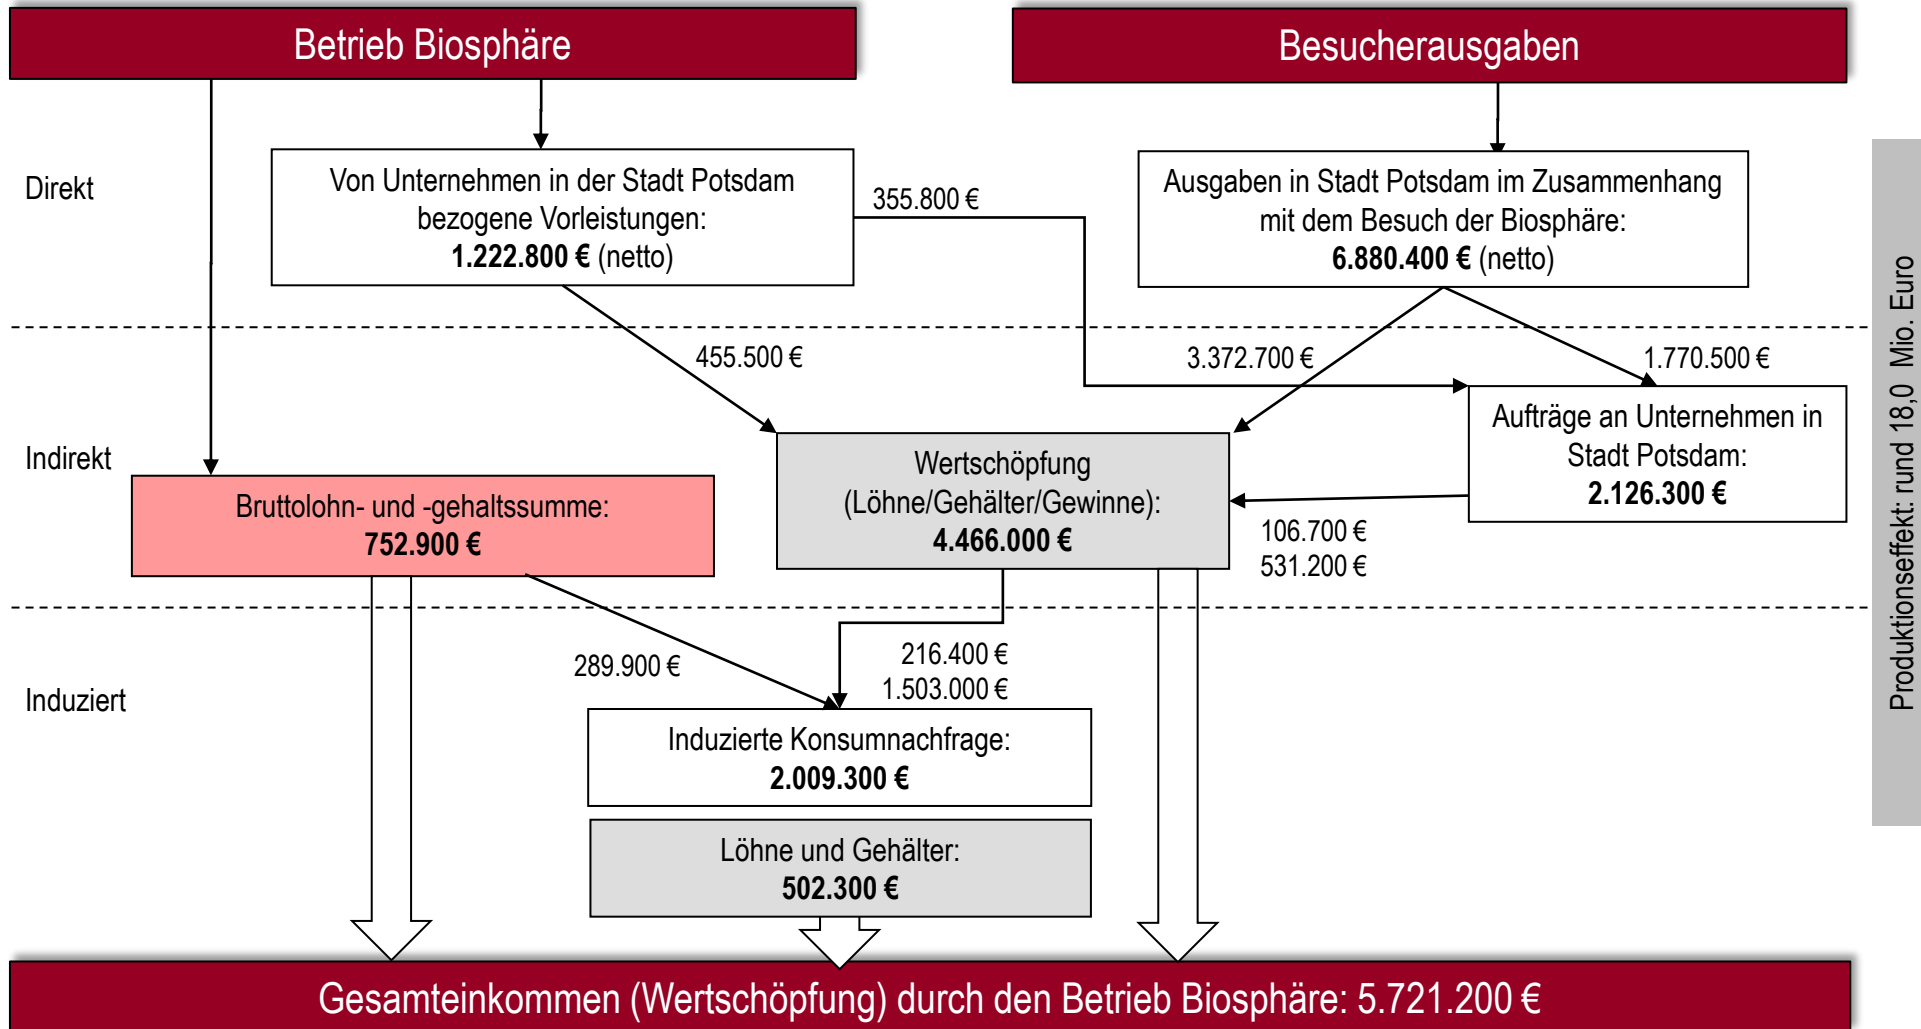 Betrieb Biosphäre
Besucherausgaben
Direkt
Von Unternehmen in der Stadt Potsdam
bezogene Vorleistungen:
1.222.800 € (netto)
355.800 €
Ausgaben in Stadt Potsdam im Zusammenhang
mit dem Besuch der Biosphäre:
6.880.400 € (netto)
455.500 €
3.372.700 €
1.770.500 €
Indirekt
Bruttolohn- und -gehaltssumme:
752.900 €
Wertschöpfung
(Löhne/Gehälter/Gewinne):
4.466.000 €
Aufträge an Unternehmen in
Stadt Potsdam:
2.126.300 €
106.700 €
531.200 €
Induziert
289.900 €
216.400 €
1.503.000 €
Induzierte Konsumnachfrage:
2.009.300 €
Löhne und Gehälter:
502.300 €
Gesamteinkommen (Wertschöpfung) durch den Betrieb Biosphäre: 5.721.200 €
Produktionseffekt: rund 18,0 Mio. Euro